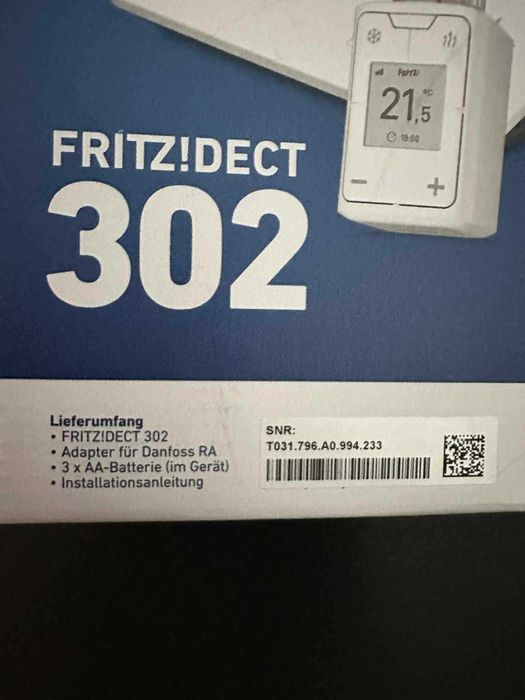 FRITZ!
21,5 °C
18:00
FRITZ!DECT
302
Lieferumfang
• FRITZ!DECT 302
• Adapter für Danfoss RA
• 3 x AA-Batterie (im Gerät)
• Installationsanleitung
SNR:
T031.796.A0.994.233